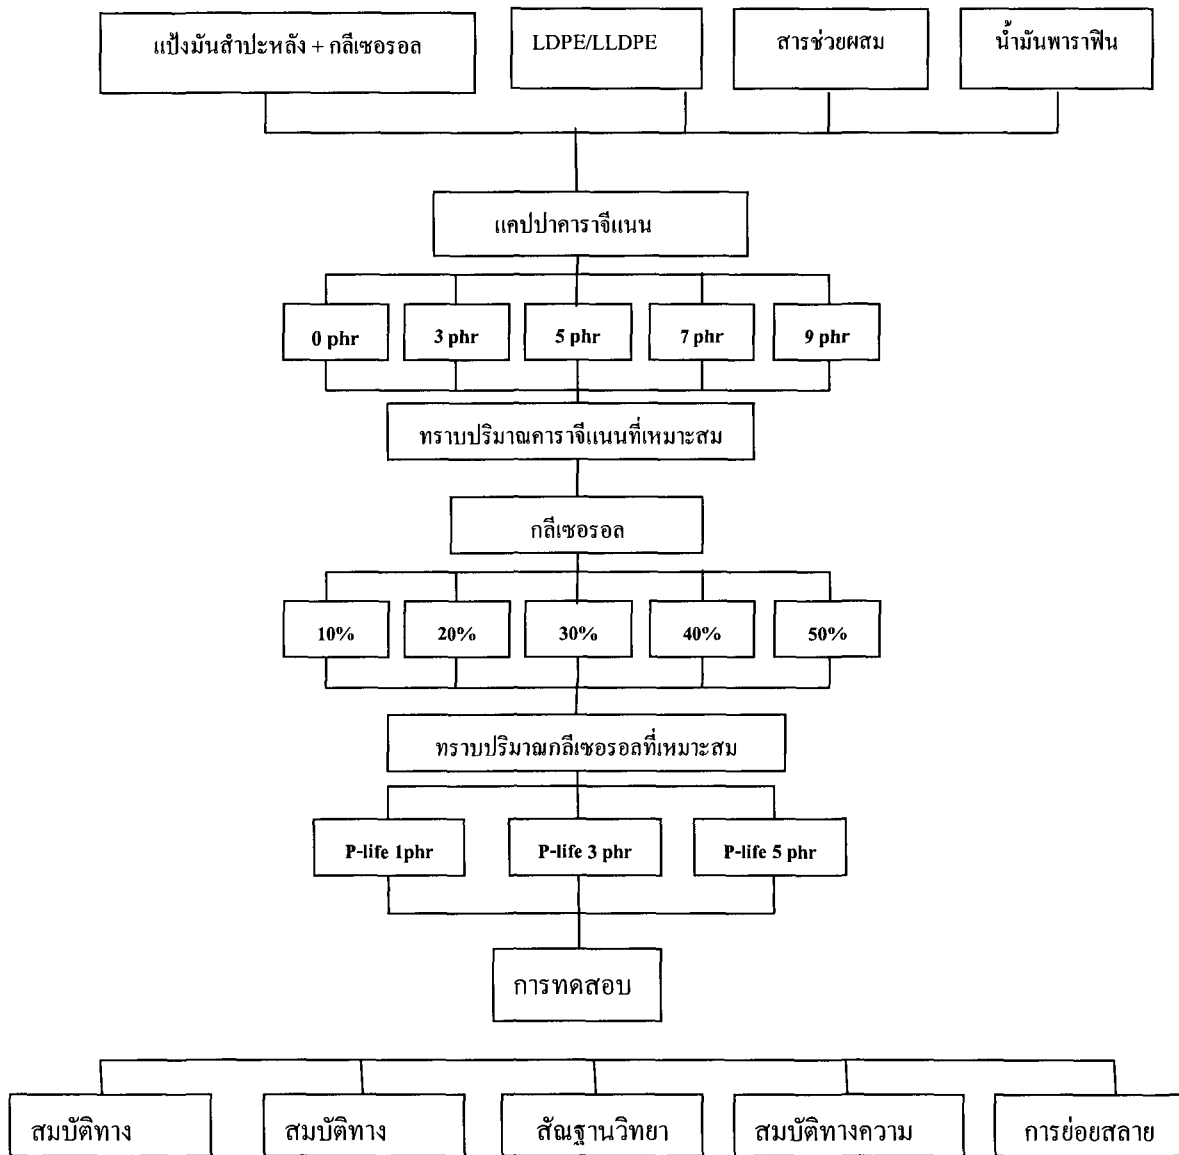 แป้งมันสำปะหลัง + กลีเซอรอล
LDPE/LLDPE
สารช่วยผสม
น้ำมันพาราฟิน
แคปปาคาราจีแนน
0 phr
3 phr
5 phr
7 phr
9 phr
ทราบปริมาณคาราจีแนนที่เหมาะสม
กลีเซอรอล
10%
20%
30%
40%
50%
ทราบปริมาณกลีเซอรอลที่เหมาะสม
P-life 1phr
P-life 3 phr
P-life 5 phr
การทดสอบ
สมบัติทาง
สมบัติทาง
สัณฐานวิทยา
สมบัติทางความ
การย่อยสลาย